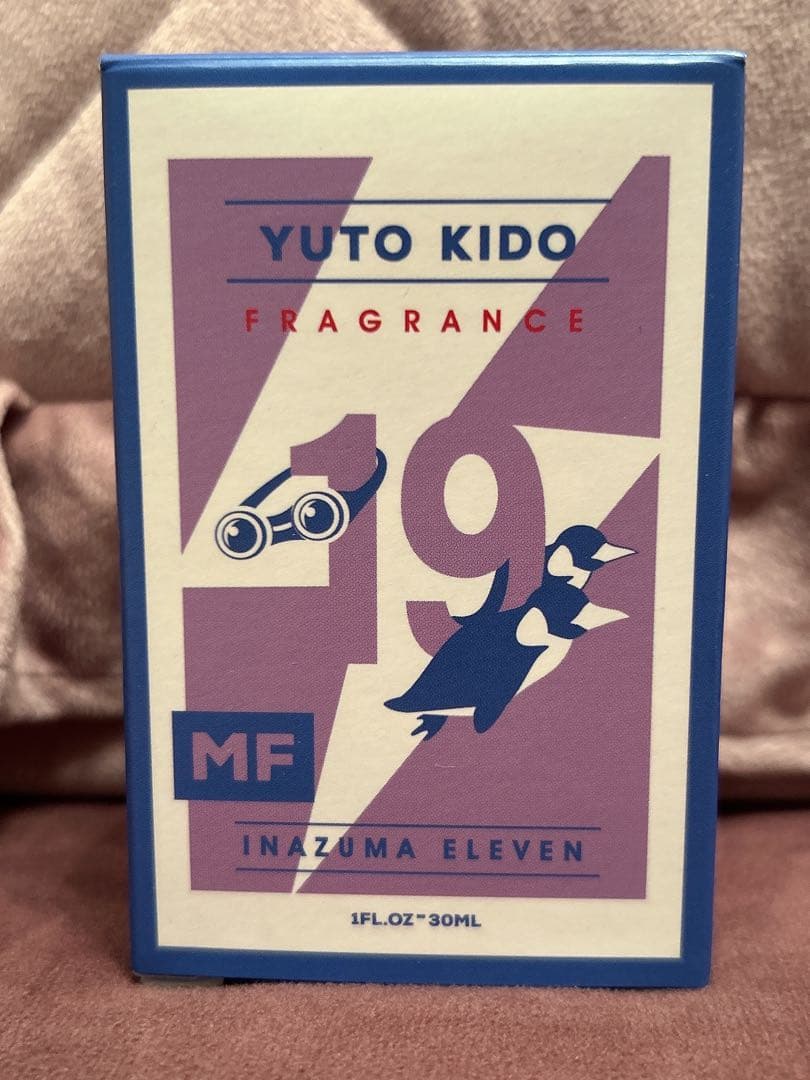 YUTO KIDO
FRAGRANCE
19
MF
INAZUMA ELEVEN
1FL.OZ-30ML